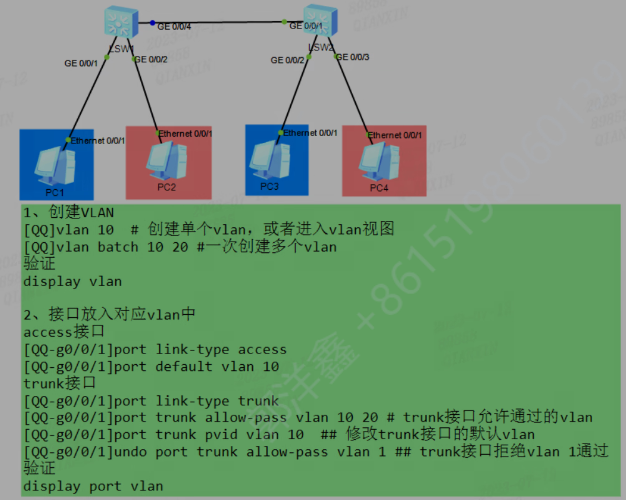 GE 0/0/4
GE 0/0/1
LSW1
LSW2
GE 0/0/1
GE 0/0/2
GE 0/0/2
GE 0/0/3
Ethernet 0/0/1
Ethernet 0/0/1
Ethernet 0/0/1
Ethernet 0/0/1
PC1
PC2
PC3
PC4
1、创建VLAN
[QQ]vlan 10 # 创建单个vlan，或者进入vlan视图
[QQ]vlan batch 10 20 #一次创建多个vlan
验证
display vlan
2、接口放入对应vlan中
access接口
[QQ-g0/0/1]port link-type access
[QQ-g0/0/1]port default vlan 10
trunk接口
[QQ-g0/0/1]port link-type trunk
[QQ-g0/0/1]port trunk allow-pass vlan 10 20 # trunk接口允许通过的vlan
[QQ-g0/0/1]port trunk pvid vlan 10 ## 修改trunk接口的默认vlan
[QQ-g0/0/1]undo port trunk allow-pass vlan 1 ## trunk接口拒绝vlan 1通过
验证
display port vlan